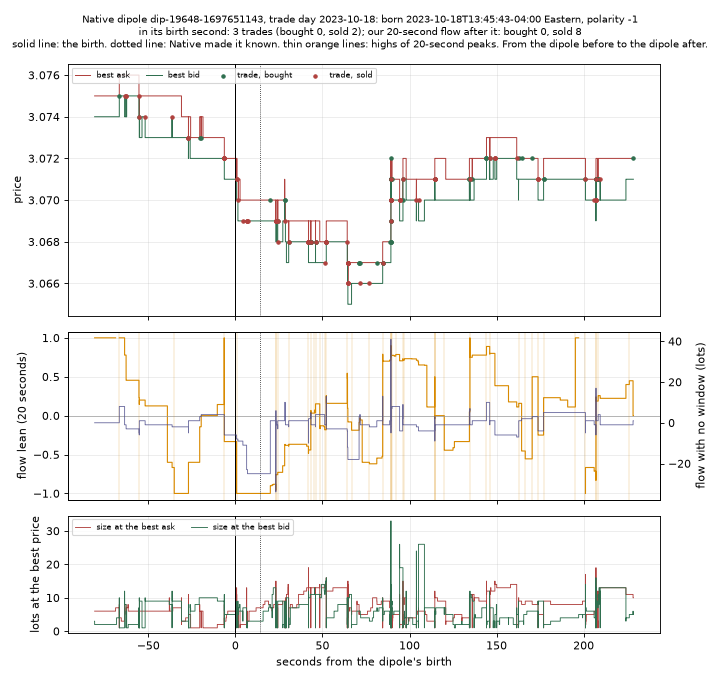 Native dipole dip-19648-1697651143, trade day 2023-10-18: born 2023-10-18T13:45:43-04:00 Eastern, polarity -1
in its birth second: 3 trades (bought 0, sold 2); our 20-second flow after it: bought 0, sold 8
solid line: the birth. dotted line: Native made it known. thin orange lines: highs of 20-second peaks. From the dipole before to the dipole after.
best ask
best bid
trade, bought
trade, sold
3.076
3.074
3.072
3.070
3.068
3.066
price
1.0
0.5
0.0
−0.5
−1.0
flow lean (20 seconds)
40
20
0
−20
flow with no window (lots)
size at the best ask
size at the best bid
30
20
10
0
lots at the best price
−50
0
50
100
150
200
seconds from the dipole's birth